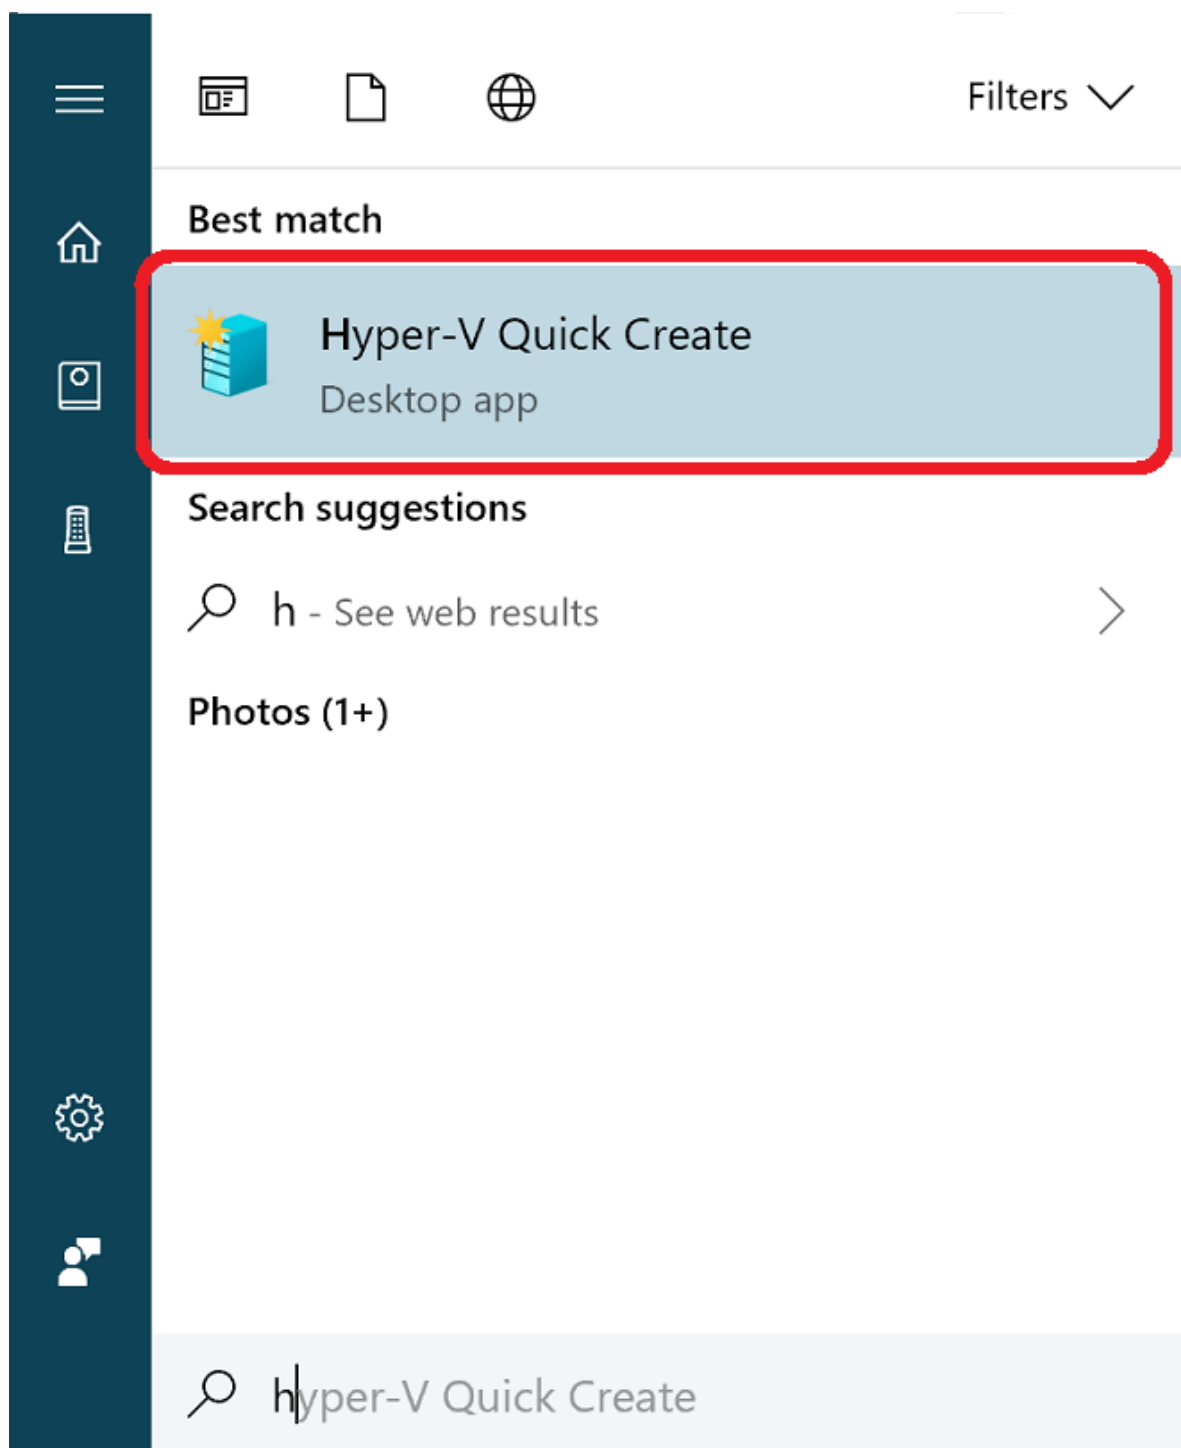 Filters
Best match
Hyper-V Quick Create
Desktop app
Search suggestions
h - See web results
Photos (1+)
hyper-V Quick Create